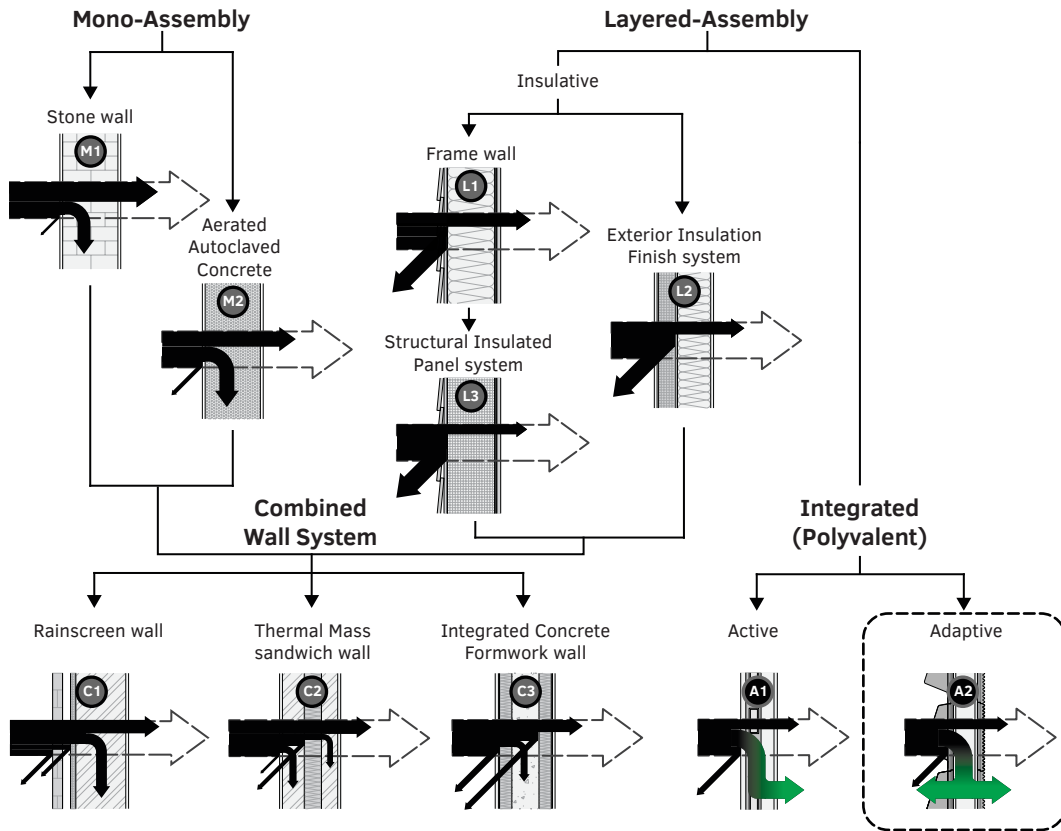 Mono-Assembly
Layered-Assembly
Insulative
Stone wall
M1
Frame wall
L1
Aerated
Autoclaved
Concrete
M2
Exterior Insulation
Finish system
L2
Structural Insulated
Panel system
L3
Combined
Wall System
Integrated
(Polyvalent)
Rainscreen wall
C1
Thermal Mass
sandwich wall
C2
Integrated Concrete
Formwork wall
C3
Active
A1
Adaptive
A2